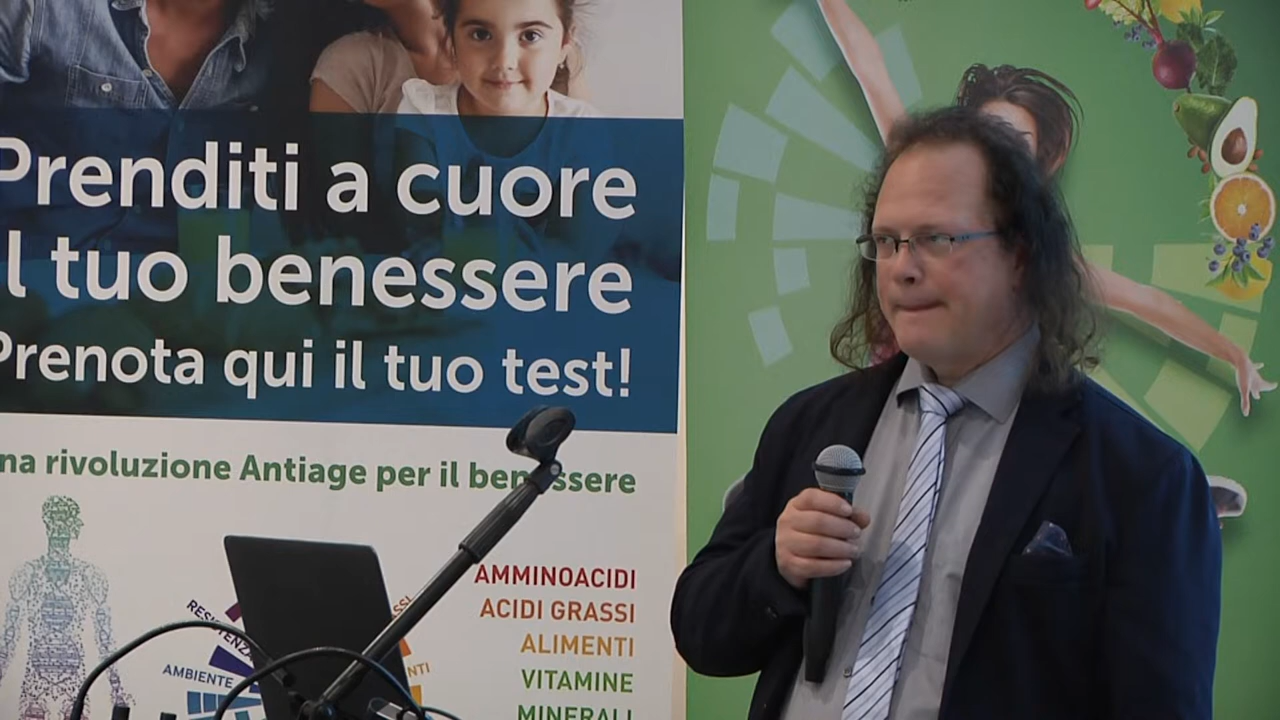 Prenditi a cuore
l tuo benessere
Prenota qui il tuo test!
na rivoluzione Antiage per il benessere
AMMINOACIDI
ACIDI GRASSI
ALIMENTI
VITAMINE
MINERALI
AMBIENTE